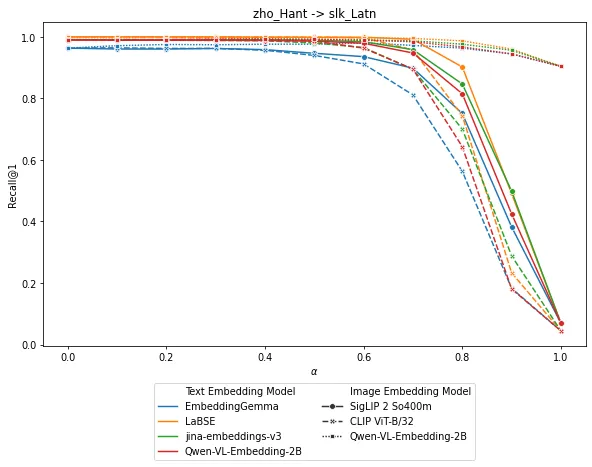 zho_Hant -> slk_Latn
Recall@1
1.0
0.8
0.6
0.4
0.2
0.0
0.0 0.2 0.4 0.6 0.8 1.0
α
Text Embedding Model
EmbeddingGemma
LaBSE
jina-embeddings-v3
Qwen-VL-Embedding-2B
Image Embedding Model
SigLIP 2 So400m
CLIP ViT-B/32
Qwen-VL-Embedding-2B